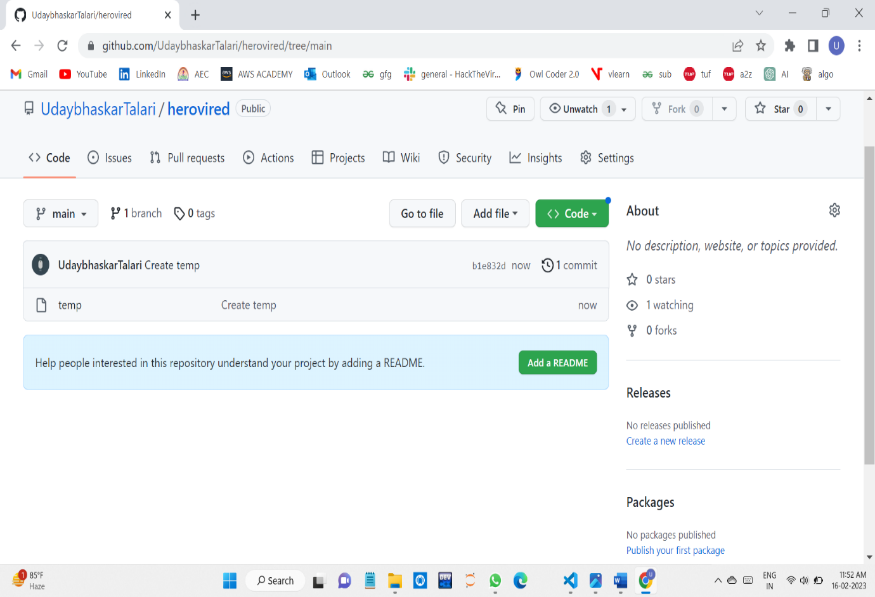 UdaybhaskarTalari/herovired
github.com/UdaybhaskarTalari/herovired/tree/main
U
Gmail YouTube LinkedIn AEC AWS ACADEMY Outlook gfg general - HackTheVir... Owl Coder 2.0 vlearn sub tuf a2z AI algo
UdaybhaskarTalari / herovired Public
Pin Unwatch 1 Fork 0 Star 0
Code Issues Pull requests Actions Projects Wiki Security Insights Settings
main 1 branch 0 tags Go to file Add file Code
About
No description, website, or topics provided.
UdaybhaskarTalari Create temp b1e832d now 1 commit
0 stars
temp Create temp now
1 watching
0 forks
Help people interested in this repository understand your project by adding a README. Add a README
Releases
No releases published
Create a new release
Packages
No packages published
Publish your first package
1 85°F
Haze
Search
ENG
IN
11:52 AM
16-02-2023